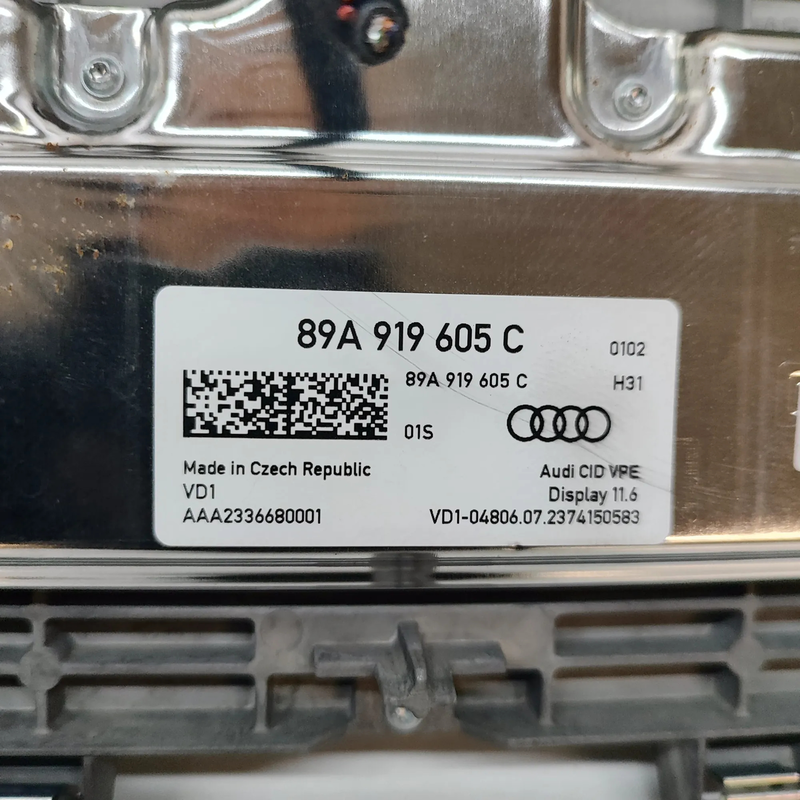 89A 919 605 C
0102
89A 919 605 C
H31
01S
Made in Czech Republic
Audi CID VPE
VD1
Display 11.6
AAA2336680001
VD1-04806.07.2374150583